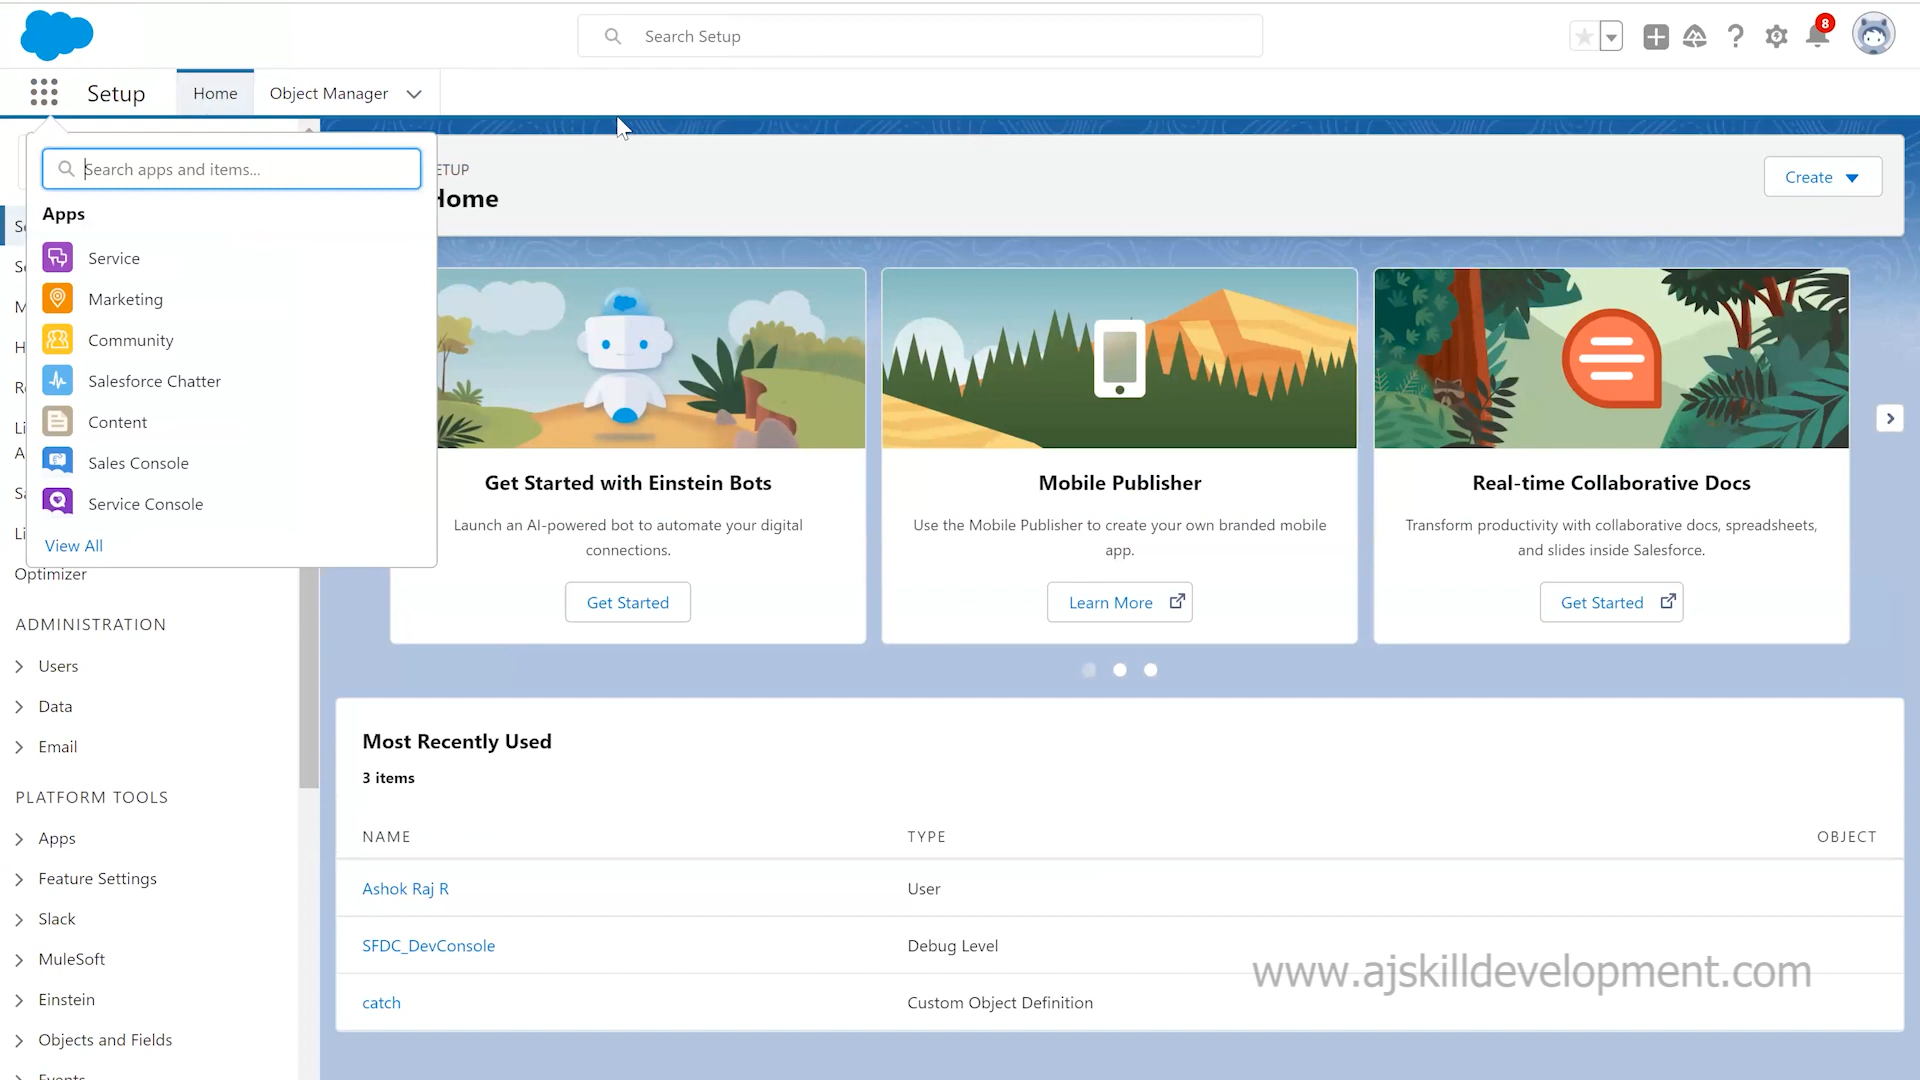 Search Setup
8
Setup
Home
Object Manager
Search apps and items...
Apps
Service
Marketing
Community
Salesforce Chatter
Content
Sales Console
Service Console
View All
ETUP
Home
Create
Optimizer
ADMINISTRATION
Users
Data
Email
PLATFORM TOOLS
Apps
Feature Settings
Slack
MuleSoft
Einstein
Objects and Fields
Events
Get Started with Einstein Bots
Launch an AI-powered bot to automate your digital
connections.
Get Started
Mobile Publisher
Use the Mobile Publisher to create your own branded mobile
app.
Learn More
Real-time Collaborative Docs
Transform productivity with collaborative docs, spreadsheets,
and slides inside Salesforce.
Get Started
Most Recently Used
3 items
NAME TYPE OBJECT
Ashok Raj R User
SFDC_DevConsole Debug Level
catch Custom Object Definition
www.ajskilldevelopment.com